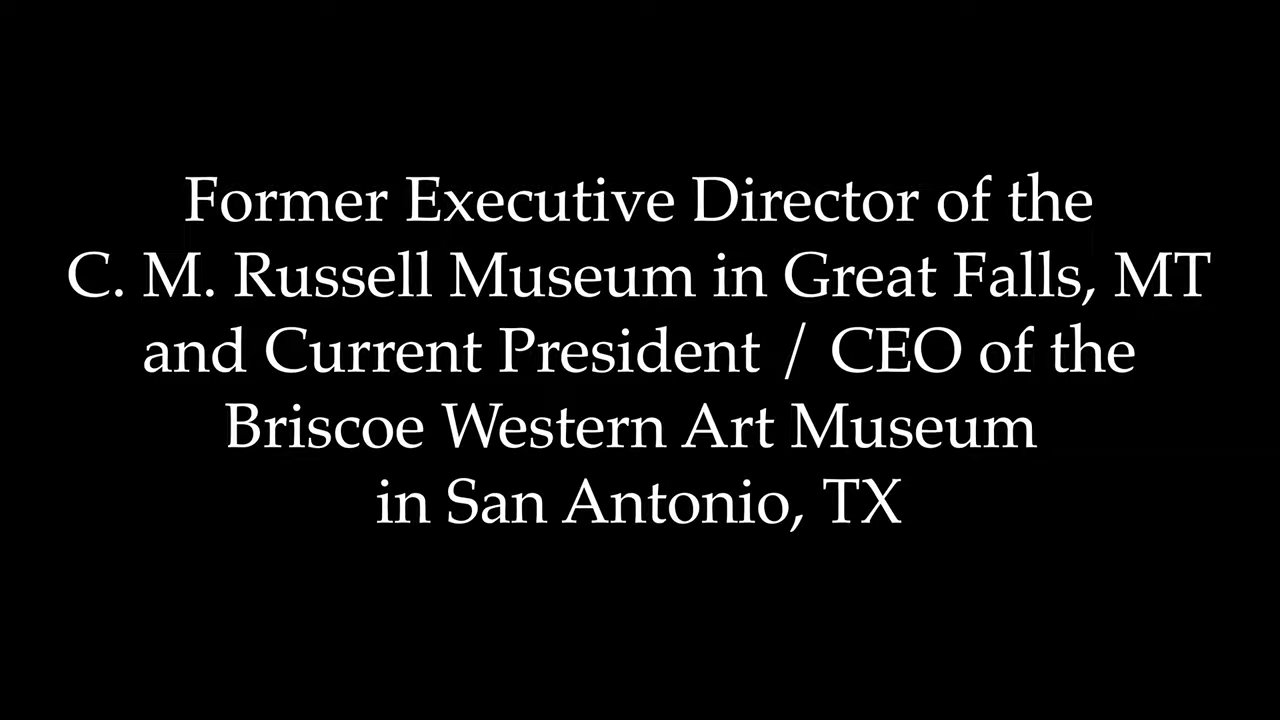 Former Executive Director of the
C. M. Russell Museum in Great Falls, MT
and Current President / CEO of the
Briscoe Western Art Museum
in San Antonio, TX